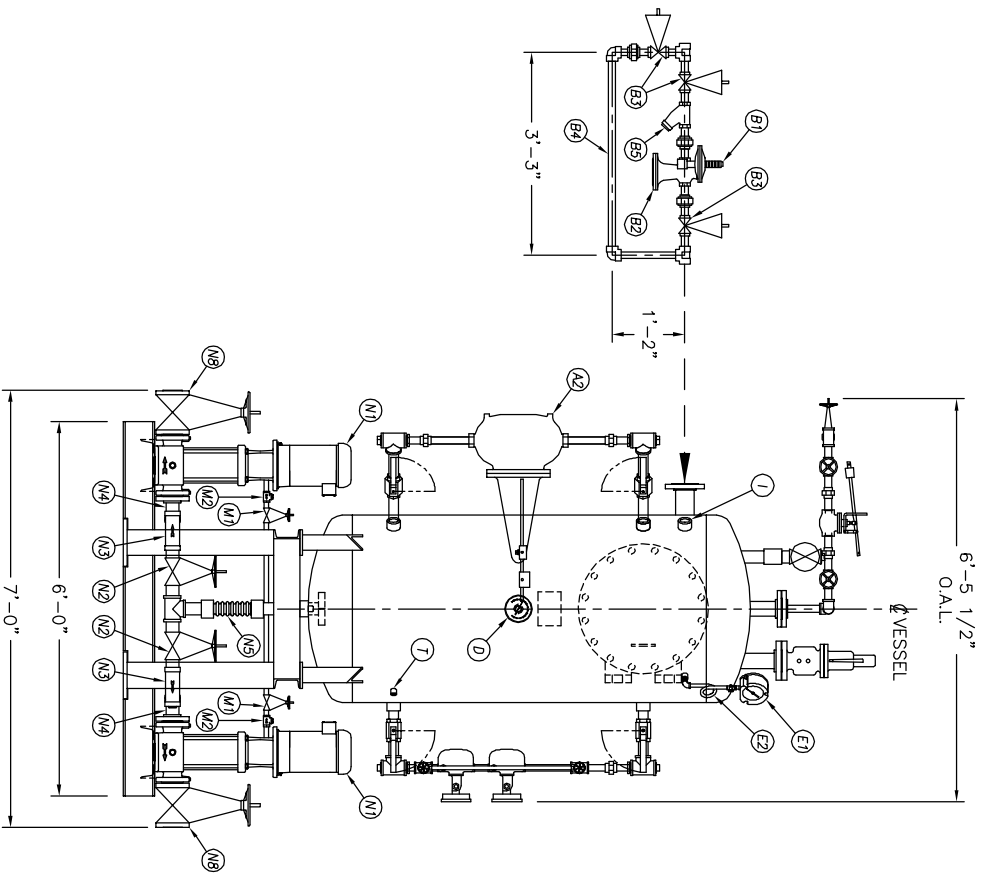 B3
B1
B5
B4
3'-3"
B2
B3
1'-2"
6'-5 1/2"
O.A.L.
℄ VESSEL
A2
I
D
T
E1
E2
N8
N1
N4
M2
M1
N3
N2
N5
N2
N3
M1
M2
N4
N1
N8
6'-0"
7'-0"